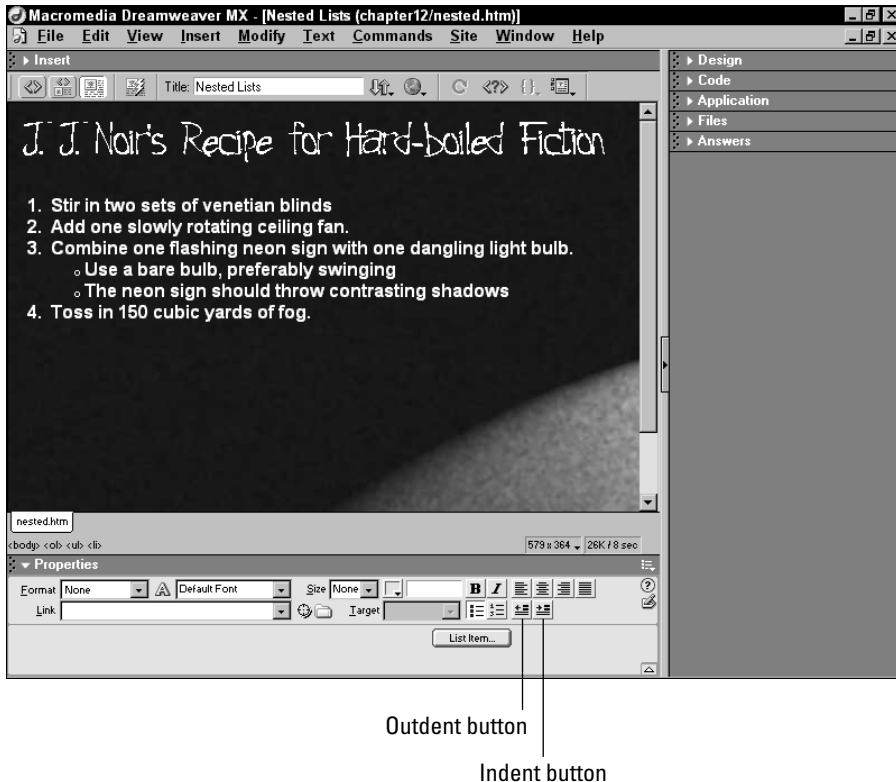 Macromedia Dreamweaver MX - [Nested Lists (chapter12/nested.htm)]
File Edit View Insert Modify Text Commands Site Window Help
Insert
Title: Nested Lists
Design
Code
Application
Files
Answers
J. J. Noir's Recipe for Hard-boiled Fiction
1. Stir in two sets of venetian blinds
2. Add one slowly rotating ceiling fan.
3. Combine one flashing neon sign with one dangling light bulb.
Use a bare bulb, preferably swinging
The neon sign should throw contrasting shadows
4. Toss in 150 cubic yards of fog.
nested.htm
<body> <ol> <ul> <li> 579 x 364 26K / 8 sec
Properties
Format None Default Font Size None B I
Link Target
List Item...
Outdent button
Indent button